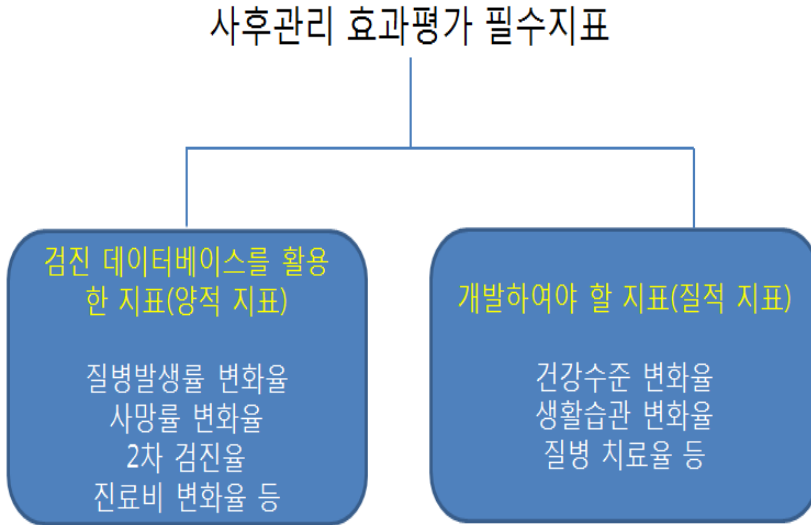 사후관리 효과평가 필수지표
검진 데이터베이스를 활용
한 지표(양적 지표)
질병발생률 변화율
사망률 변화율
2차 검진율
진료비 변화율 등
개발하여야 할 지표(질적 지표)
건강수준 변화율
생활습관 변화율
질병 치료율 등